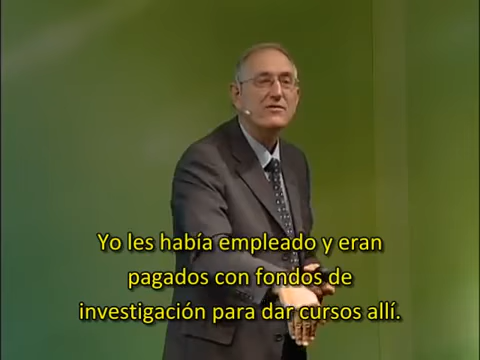 Yo les había empleado y eran
pagados con fondos de
investigación para dar cursos allí.